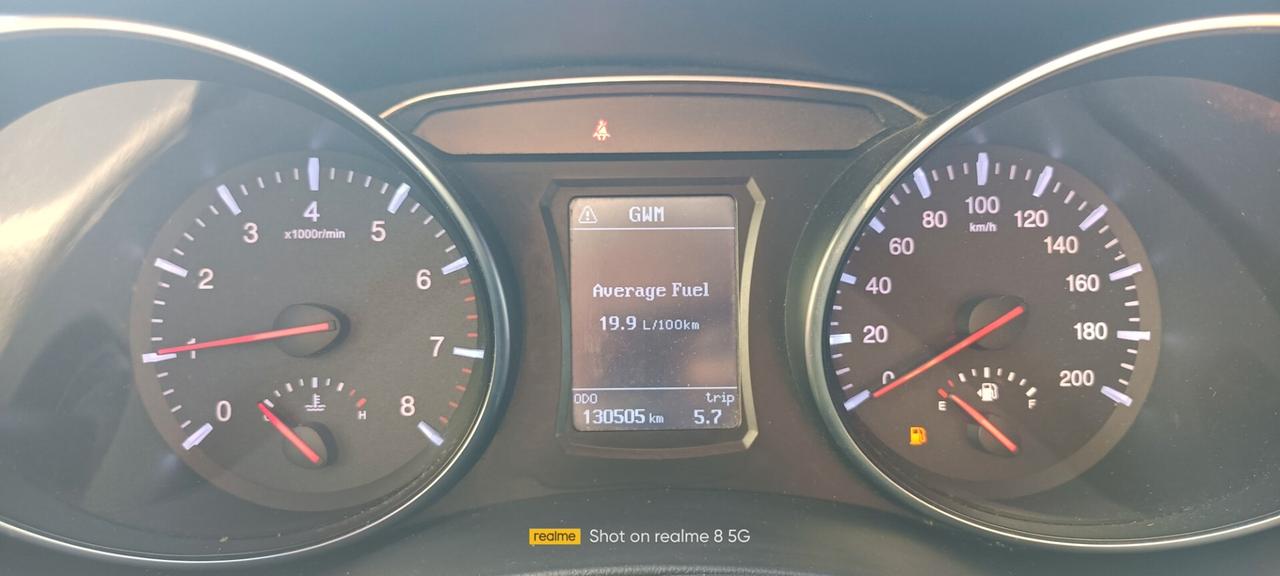 0
1
2
3
4
5
6
7
8
x1000r/min
C
H
GWM
Average Fuel
19.9 L/100km
ODO trip
130505 km 5.7
0
20
40
60
80
100
120
140
160
180
200
km/h
E F
realme Shot on realme 8 5G